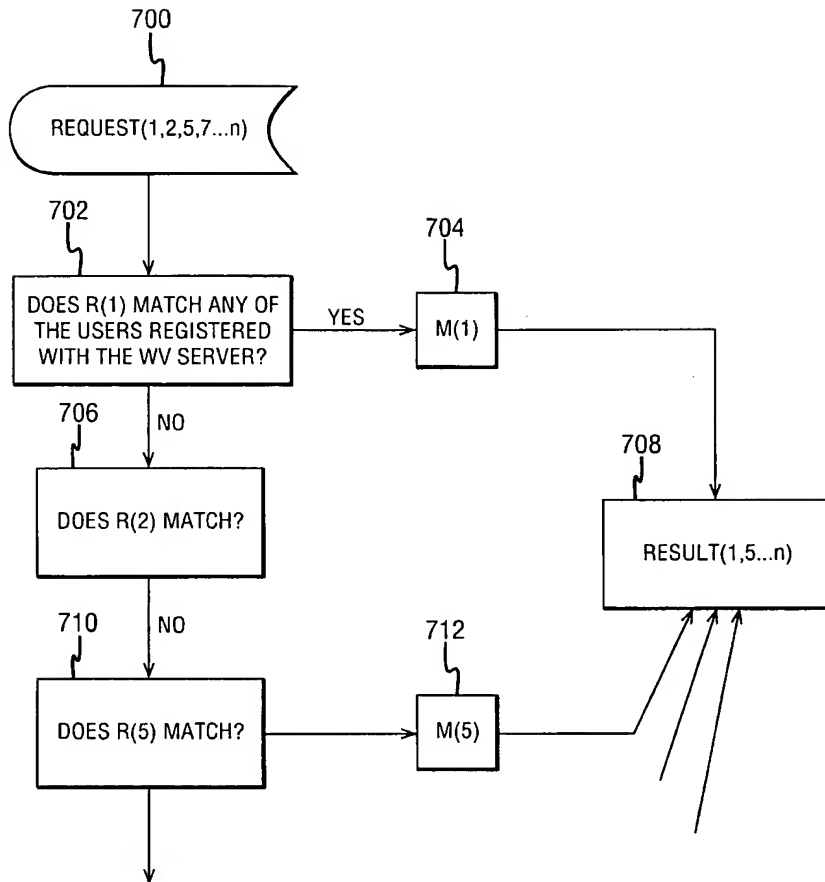 700
REQUEST(1,2,5,7...n)
702
DOES R(1) MATCH ANY OF
THE USERS REGISTERED
WITH THE WV SERVER?
YES
704
M(1)
NO
706
DOES R(2) MATCH?
708
RESULT(1,5...n)
NO
710
DOES R(5) MATCH?
712
M(5)